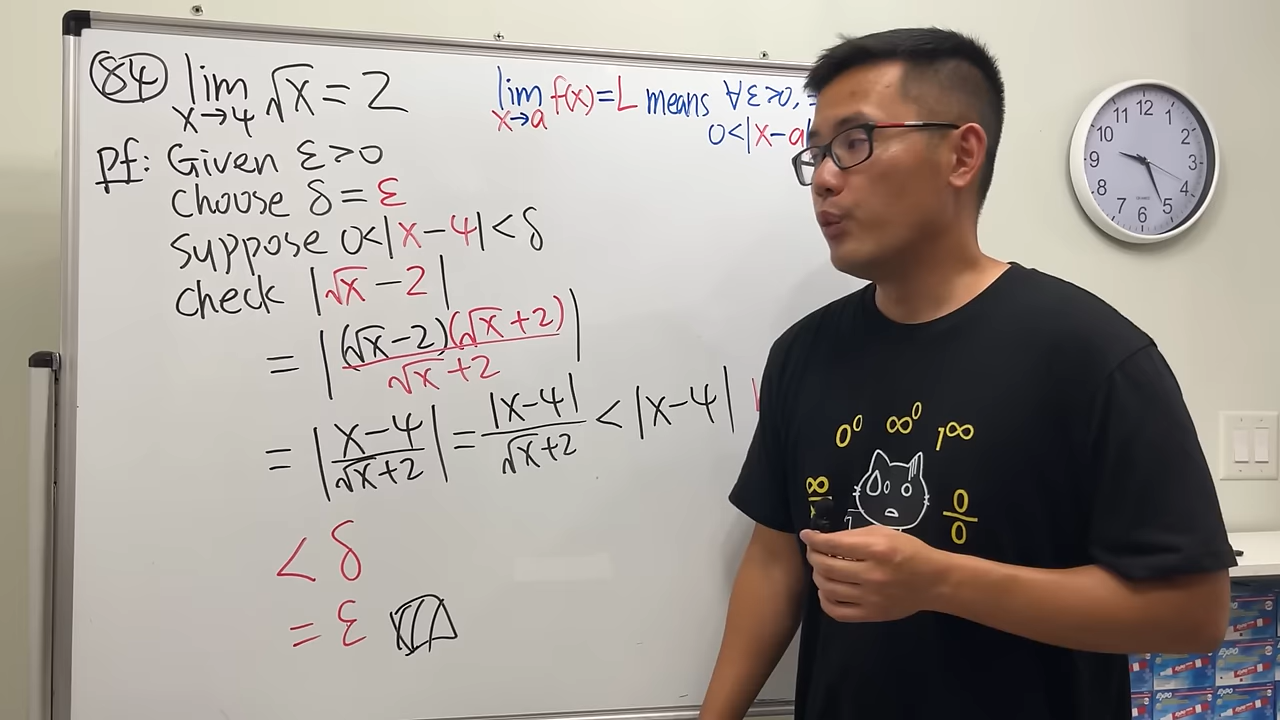 84 lim x→4 √x = 2
pf: Given ε>0
choose δ = ε
suppose 0<|x-4|<δ
check |√x - 2|
= |(√x-2)(√x+2) / √x+2|
= |x-4 / √x+2| = |x-4| / √x+2 < |x-4|
< δ
= ε
lim x→a f(x)=L means ∀ε>0,
0<|x-a|
0⁰ ∞⁰ 1^∞
∞
0/0
12
1
2
3
4
5
6
7
8
9
10
11
EXPO
EXPO